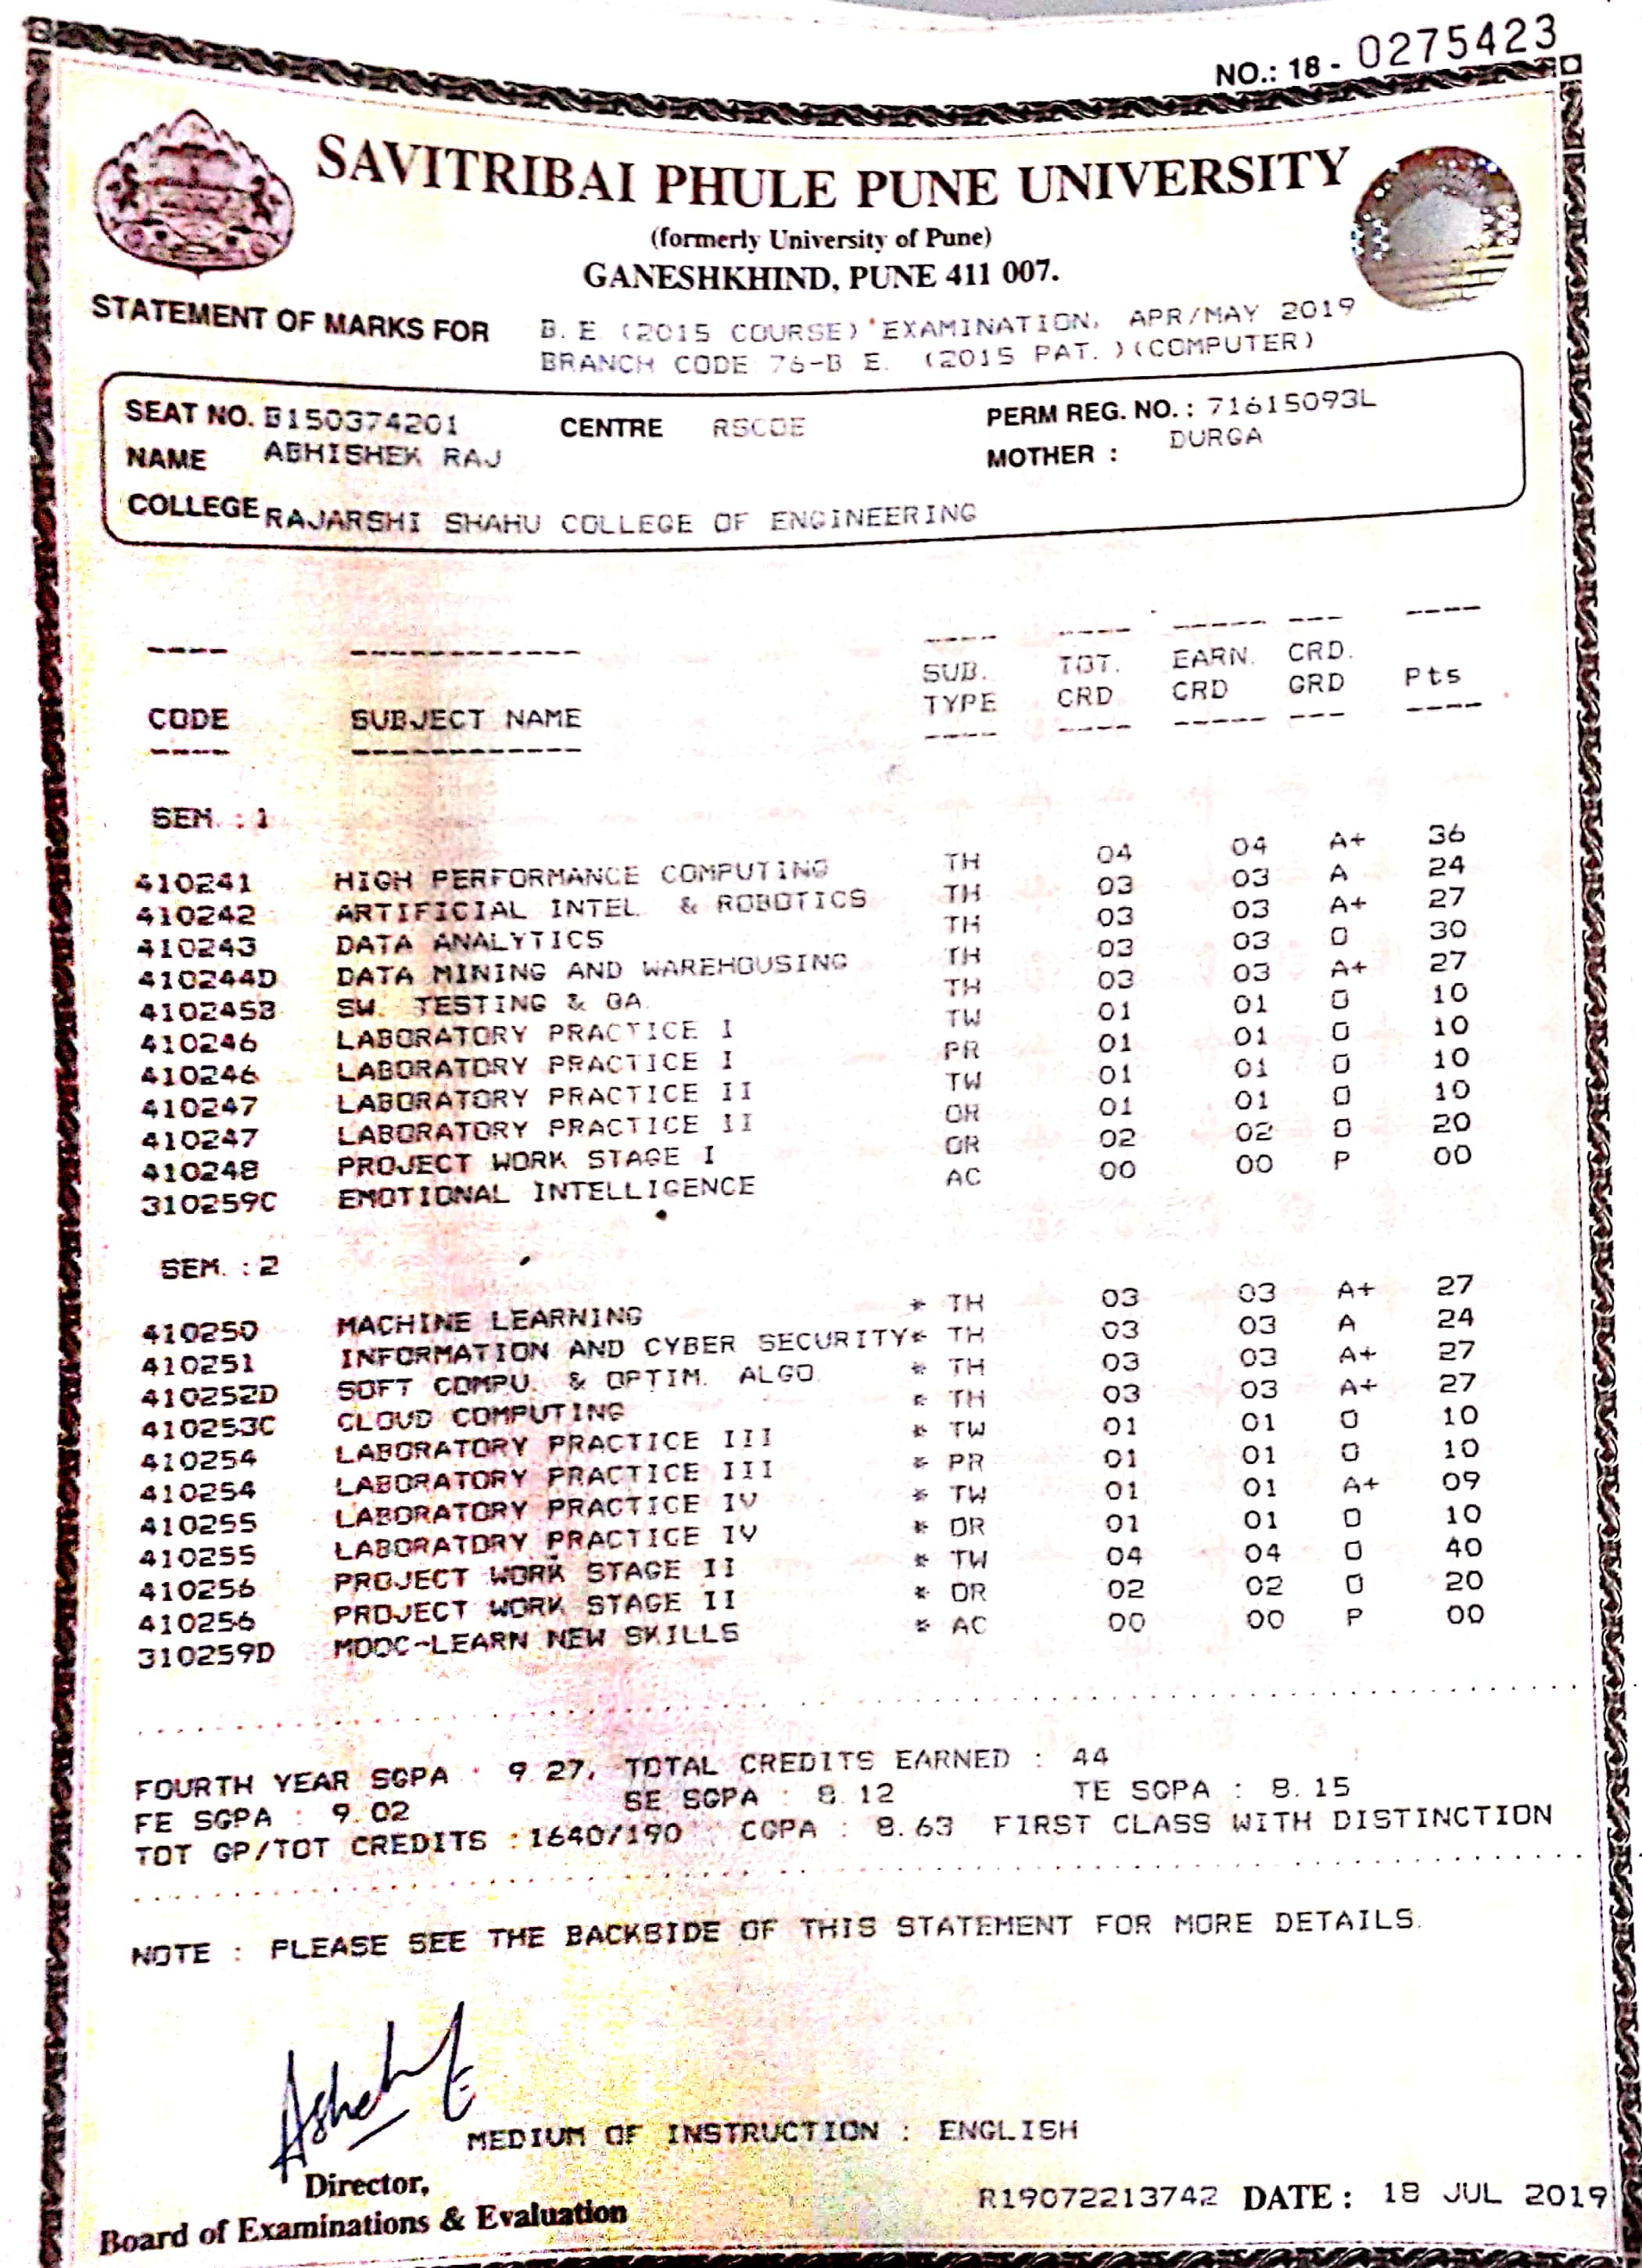 NO.: 18 - 0275423
SAVITRIBAI PHULE PUNE UNIVERSITY
(formerly University of Pune)
GANESHKHIND, PUNE 411 007.
STATEMENT OF MARKS FOR B. E. (2015 COURSE) EXAMINATION, APR/MAY 2019
BRANCH CODE 76-B E. (2015 PAT. )(COMPUTER)
SEAT NO. B150374201 CENTRE RSCOE PERM REG. NO. : 71615093L
NAME ABHISHEK RAJ MOTHER : DURGA
COLLEGE RAJARSHI SHAHU COLLEGE OF ENGINEERING
SUB. TOT. EARN. CRD.
CODE SUBJECT NAME TYPE CRD CRD GRD Pts
SEM. : 1
410241 HIGH PERFORMANCE COMPUTING TH 04 04 A+ 36
410242 ARTIFICIAL INTEL. & ROBOTICS TH 03 03 A 24
410243 DATA ANALYTICS TH 03 03 A+ 27
410244D DATA MINING AND WAREHOUSING TH 03 03 O 30
410245B SW. TESTING & QA. TH 03 03 A+ 27
410246 LABORATORY PRACTICE I TW 01 01 O 10
410246 LABORATORY PRACTICE I PR 01 01 O 10
410247 LABORATORY PRACTICE II TW 01 01 O 10
410247 LABORATORY PRACTICE II OR 01 01 O 10
410248 PROJECT WORK STAGE I OR 02 02 O 20
310259C EMOTIONAL INTELLIGENCE AC 00 00 P 00
SEM. : 2
410250 MACHINE LEARNING * TH 03 03 A+ 27
410251 INFORMATION AND CYBER SECURITY* TH 03 03 A 24
410252D SOFT COMPU. & OPTIM. ALGO. * TH 03 03 A+ 27
410253C CLOUD COMPUTING * TH 03 03 A+ 27
410254 LABORATORY PRACTICE III * TW 01 01 O 10
410254 LABORATORY PRACTICE III * PR 01 01 O 10
410255 LABORATORY PRACTICE IV * TW 01 01 A+ 09
410255 LABORATORY PRACTICE IV * OR 01 01 O 10
410256 PROJECT WORK STAGE II * TW 04 04 O 40
410256 PROJECT WORK STAGE II * OR 02 02 O 20
310259D MOOC-LEARN NEW SKILLS * AC 00 00 P 00
FOURTH YEAR SGPA : 9.27, TOTAL CREDITS EARNED : 44
FE SGPA : 9.02 SE SGPA : 8.12 TE SGPA : 8.15
TOT GP/TOT CREDITS : 1640/190 CGPA : 8.63 FIRST CLASS WITH DISTINCTION
NOTE : PLEASE SEE THE BACKSIDE OF THIS STATEMENT FOR MORE DETAILS.
MEDIUM OF INSTRUCTION : ENGLISH
Director,
Board of Examinations & Evaluation
R19072213742 DATE : 18 JUL 2019